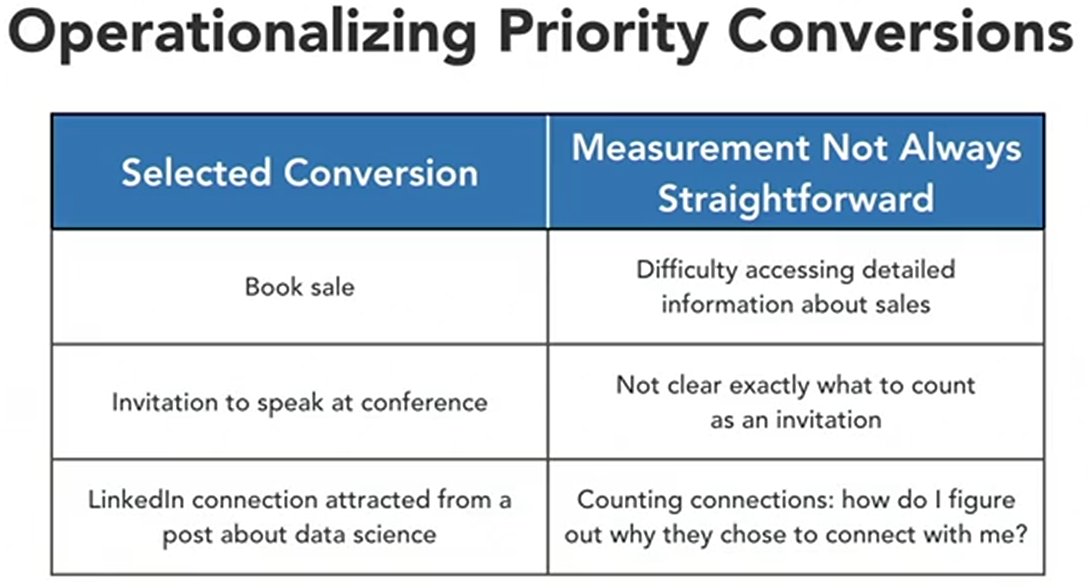 Operationalizing Priority Conversions
Selected Conversion
Measurement Not Always
Straightforward
Book sale
Difficulty accessing detailed
information about sales
Invitation to speak at conference
Not clear exactly what to count
as an invitation
LinkedIn connection attracted from a
post about data science
Counting connections: how do I figure
out why they chose to connect with me?